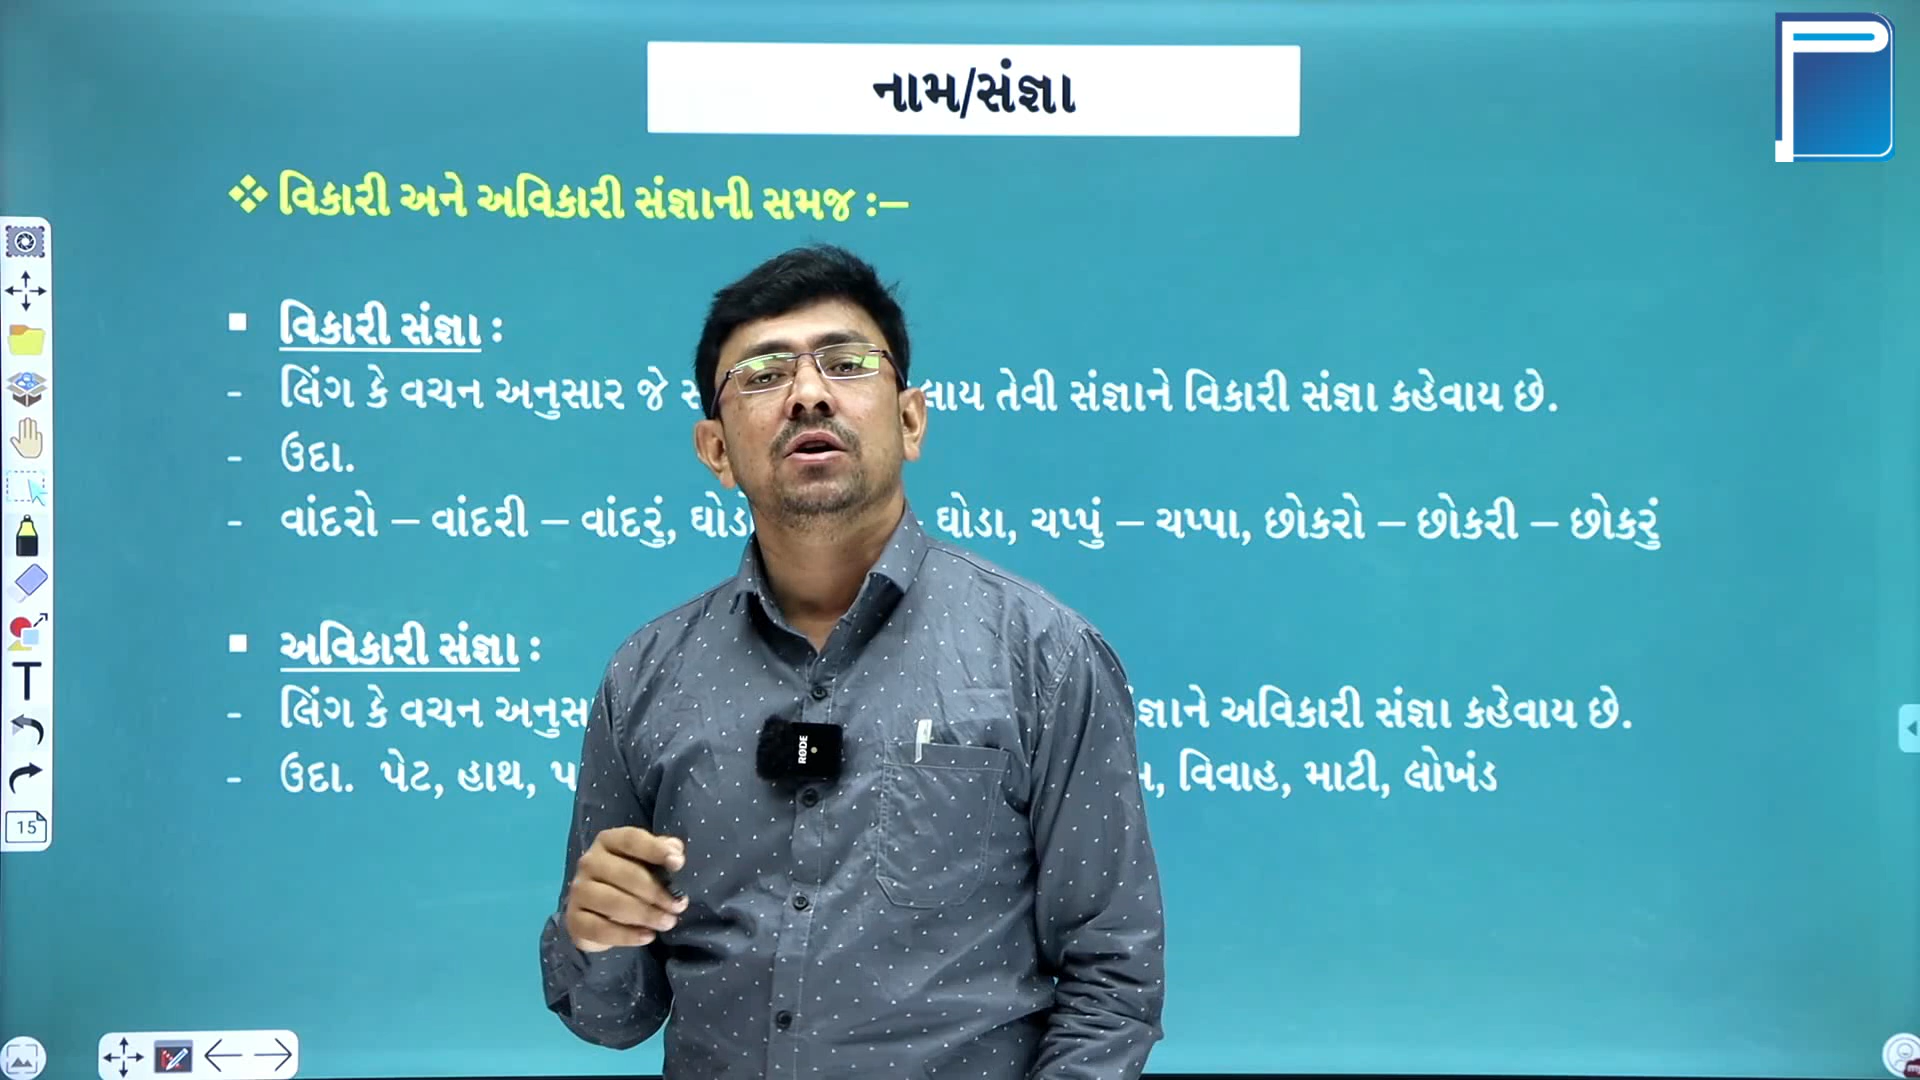 નામ/સંજ્ઞા
❖ વિકારી અને અવિકારી સંજ્ઞાની સમજ :–
▪ વિકારી સંજ્ઞા :
- લિંગ કે વચન અનુસાર જે તેવી સંજ્ઞાને વિકારી સંજ્ઞા કહેવાય છે.
- ઉદા.
- વાંદરો – વાંદરી – વાંદરું, – ઘોડા, ચપ્પું – ચપ્પા, છોકરો – છોકરી – છોકરું
▪ અવિકારી સંજ્ઞા :
- લિંગ કે વચન અવિકારી સંજ્ઞા કહેવાય છે.
- ઉદા. પેટ, હાથ, વિવાહ, માટી, લોખંડ
RODE
T
15